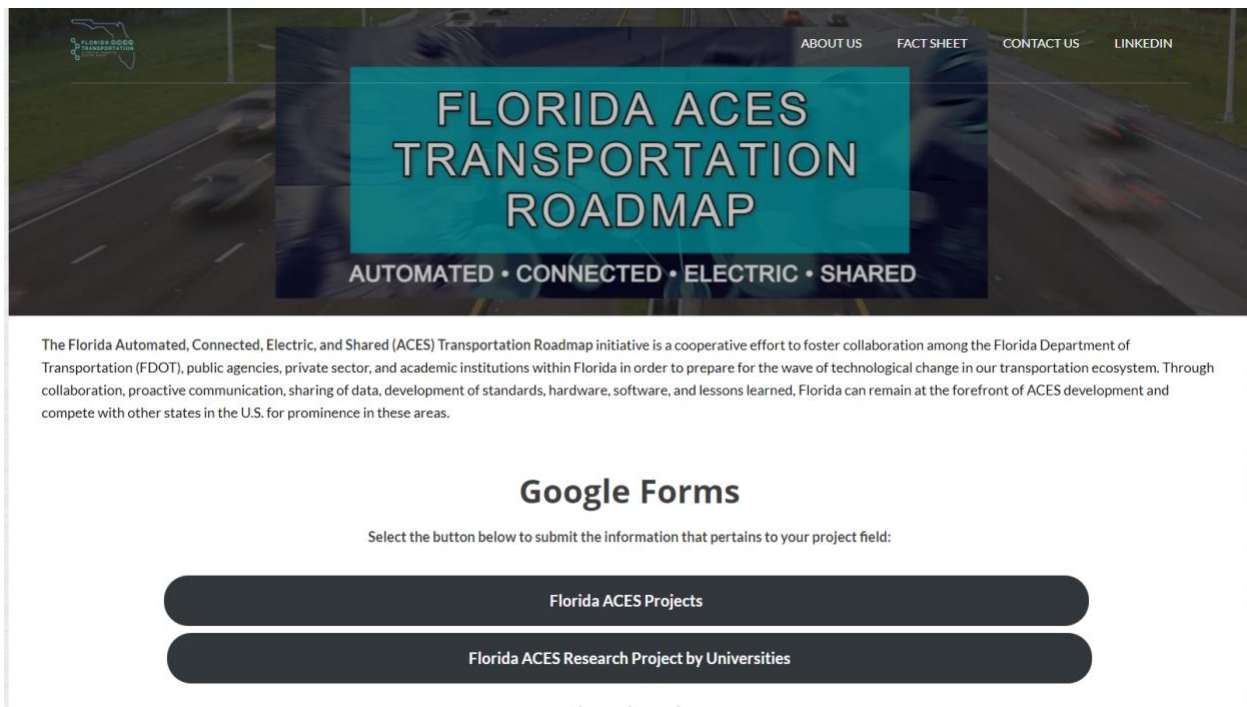 FLORIDA ACES
TRANSPORTATION
ABOUT US FACT SHEET CONTACT US LINKEDIN
FLORIDA ACES
TRANSPORTATION
ROADMAP
AUTOMATED • CONNECTED • ELECTRIC • SHARED
The Florida Automated, Connected, Electric, and Shared (ACES) Transportation Roadmap initiative is a cooperative effort to foster collaboration among the Florida Department of
Transportation (FDOT), public agencies, private sector, and academic institutions within Florida in order to prepare for the wave of technological change in our transportation ecosystem. Through
collaboration, proactive communication, sharing of data, development of standards, hardware, software, and lessons learned, Florida can remain at the forefront of ACES development and
compete with other states in the U.S. for prominence in these areas.
Google Forms
Select the button below to submit the information that pertains to your project field:
Florida ACES Projects
Florida ACES Research Project by Universities